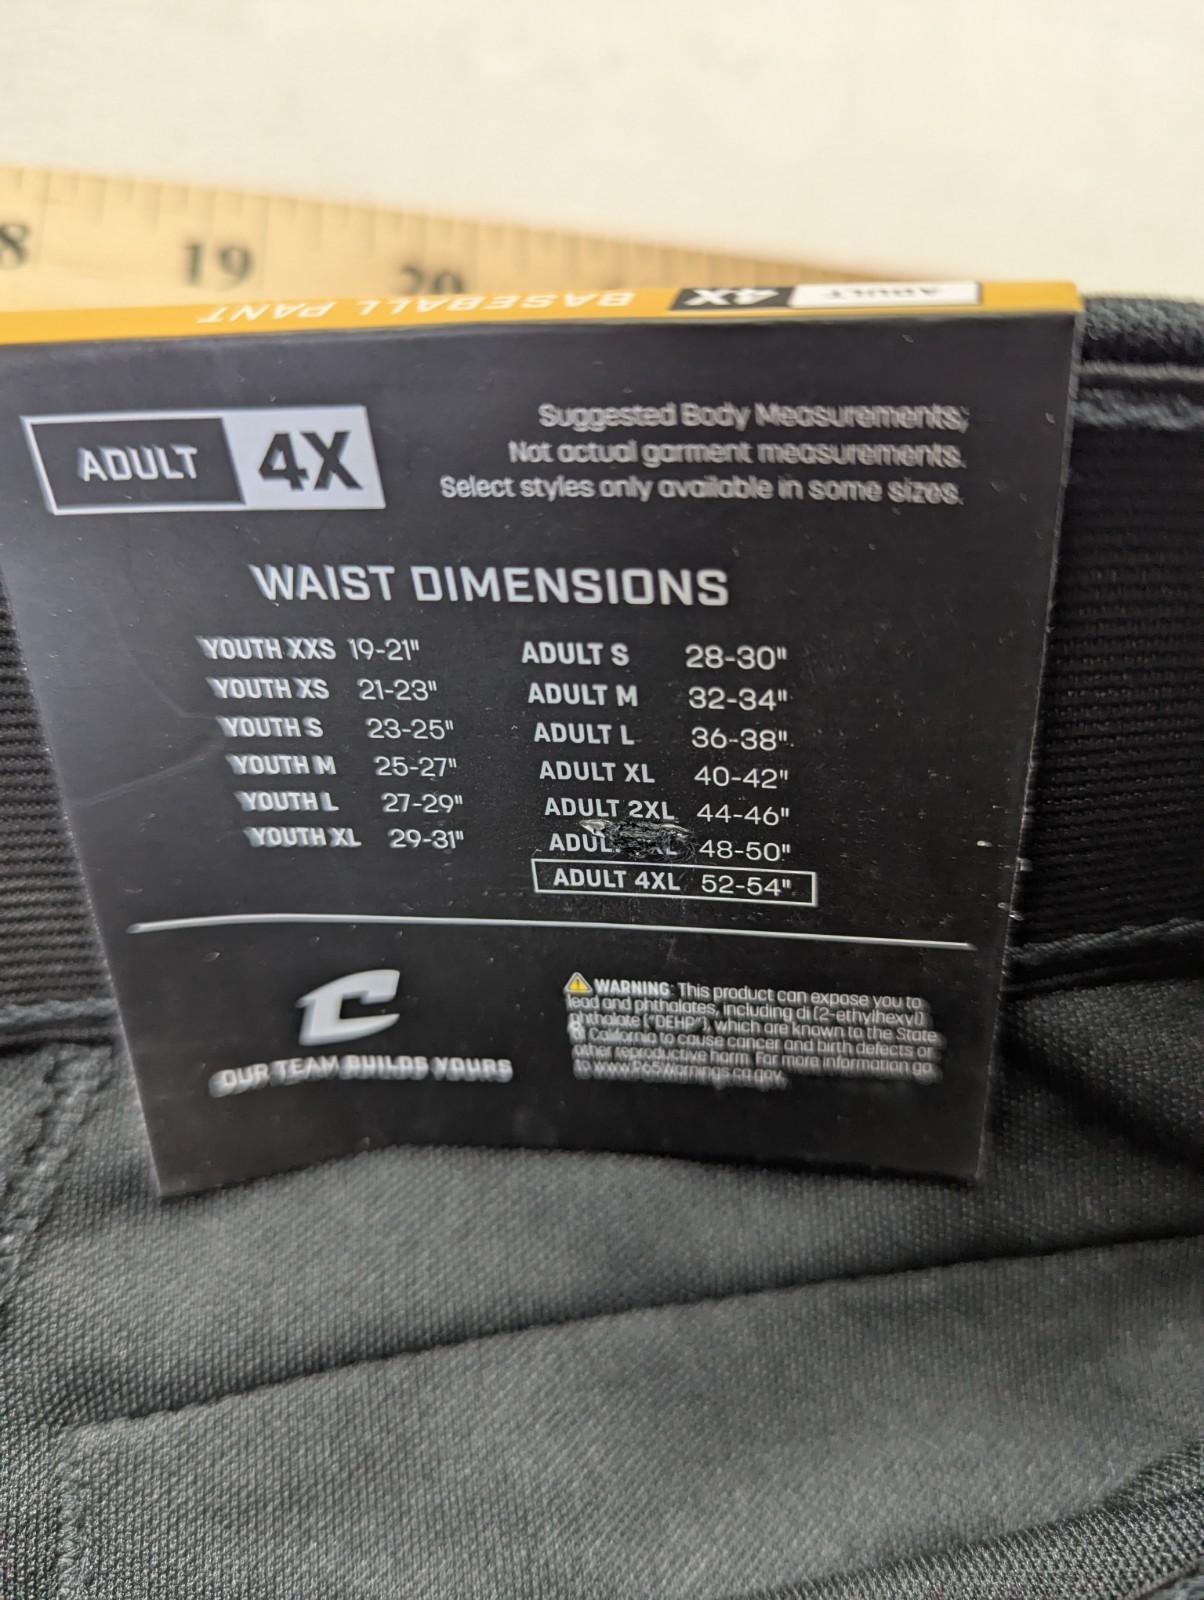 8
19
20
BASEBALL PANT
4X
ADULT
ADULT 4X
Suggested Body Measurements;
Not actual garment measurements.
Select styles only available in some sizes.
WAIST DIMENSIONS
YOUTH XXS 19-21"
YOUTH XS 21-23"
YOUTH S 23-25"
YOUTH M 25-27"
YOUTH L 27-29"
YOUTH XL 29-31"
ADULT S 28-30"
ADULT M 32-34"
ADULT L 36-38"
ADULT XL 40-42"
ADULT 2XL 44-46"
48-50"
ADULT 4XL 52-54"
C
OUR TEAM BUILDS YOURS
WARNING: This product can expose you to
lead and phthalates, including di (2-ethylhexyl)
phthalate ("DEHP"), which are known to the State
of California to cause cancer and birth defects or
other reproductive harm. For more information go
to www.P65Warnings.ca.gov.